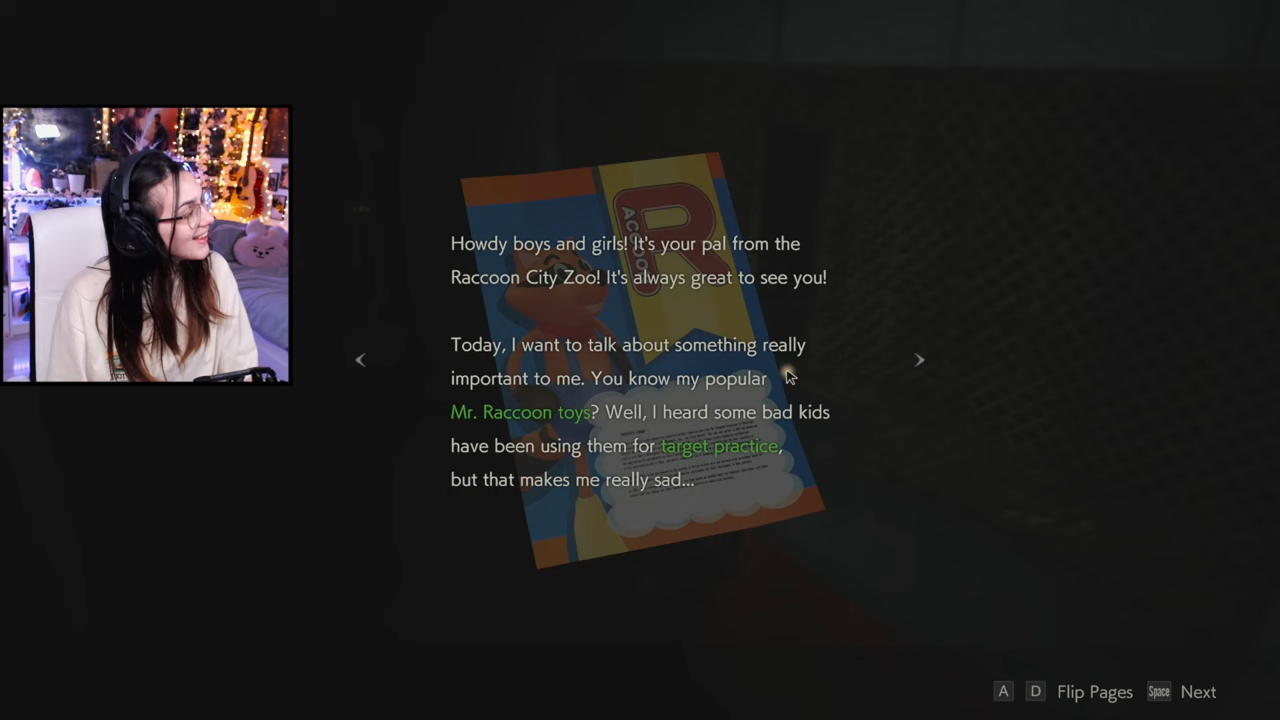 R
ACCOON
Howdy boys and girls! It's your pal from the
Raccoon City Zoo! It's always great to see you!
Today, I want to talk about something really
important to me. You know my popular
Mr. Raccoon toys? Well, I heard some bad kids
have been using them for target practice,
but that makes me really sad...
A D Flip Pages Space Next